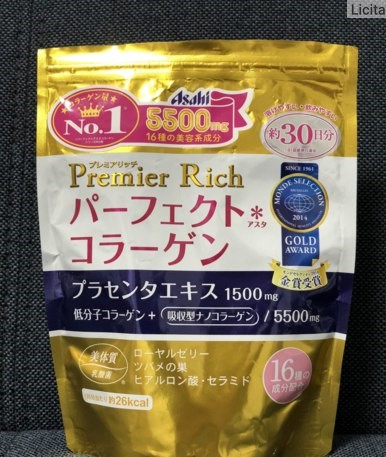 Licita
コラーゲン量
No.1
Asahi
5500mg
16種の美容系成分
約30日分
プレミアリッチ
Premier Rich
パーフェクト*
アスタ
コラーゲン
SINCE 1961
MONDE SELECTION
2014
GOLD
AWARD
金賞受賞
プラセンタエキス 1500mg
低分子コラーゲン + 吸収型ナノコラーゲン / 5500mg
美体質
乳酸菌
ローヤルゼリー
ツバメの巣
ヒアルロン酸・セラミド
約26kcal
16種の